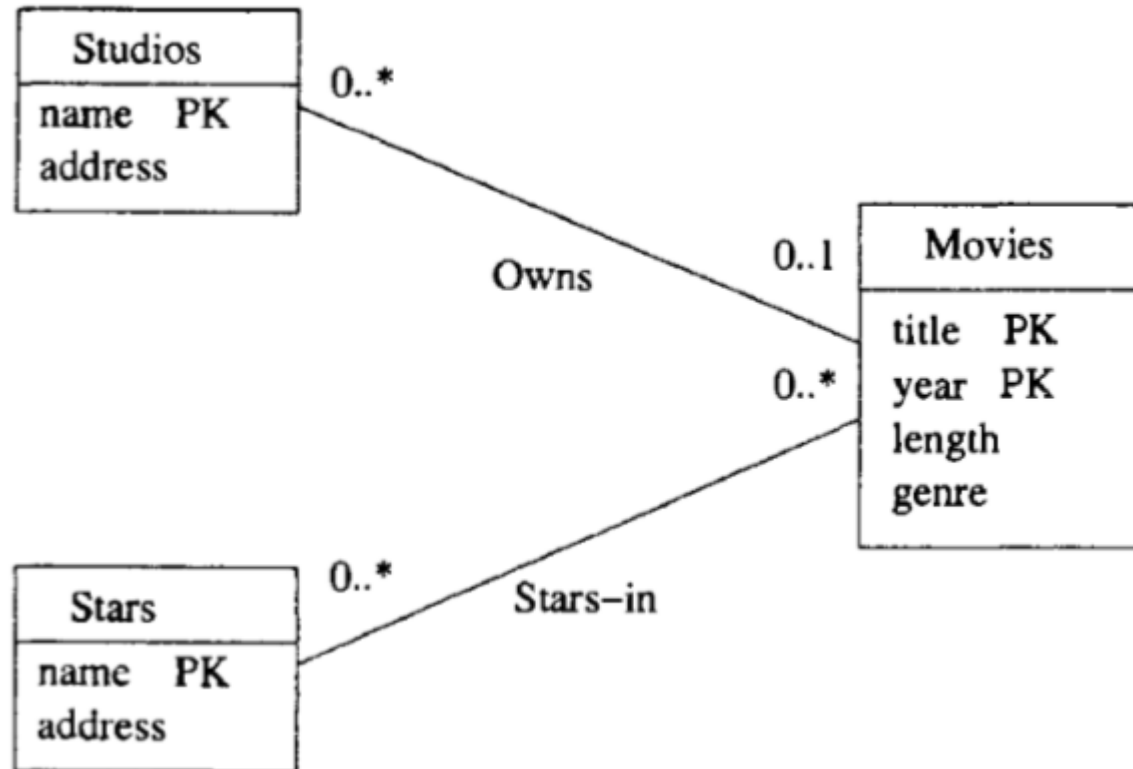 Studios
name PK
address
0..*
Owns
0..1
Movies
title PK
year PK
length
genre
0..*
Stars-in
0..*
Stars
name PK
address